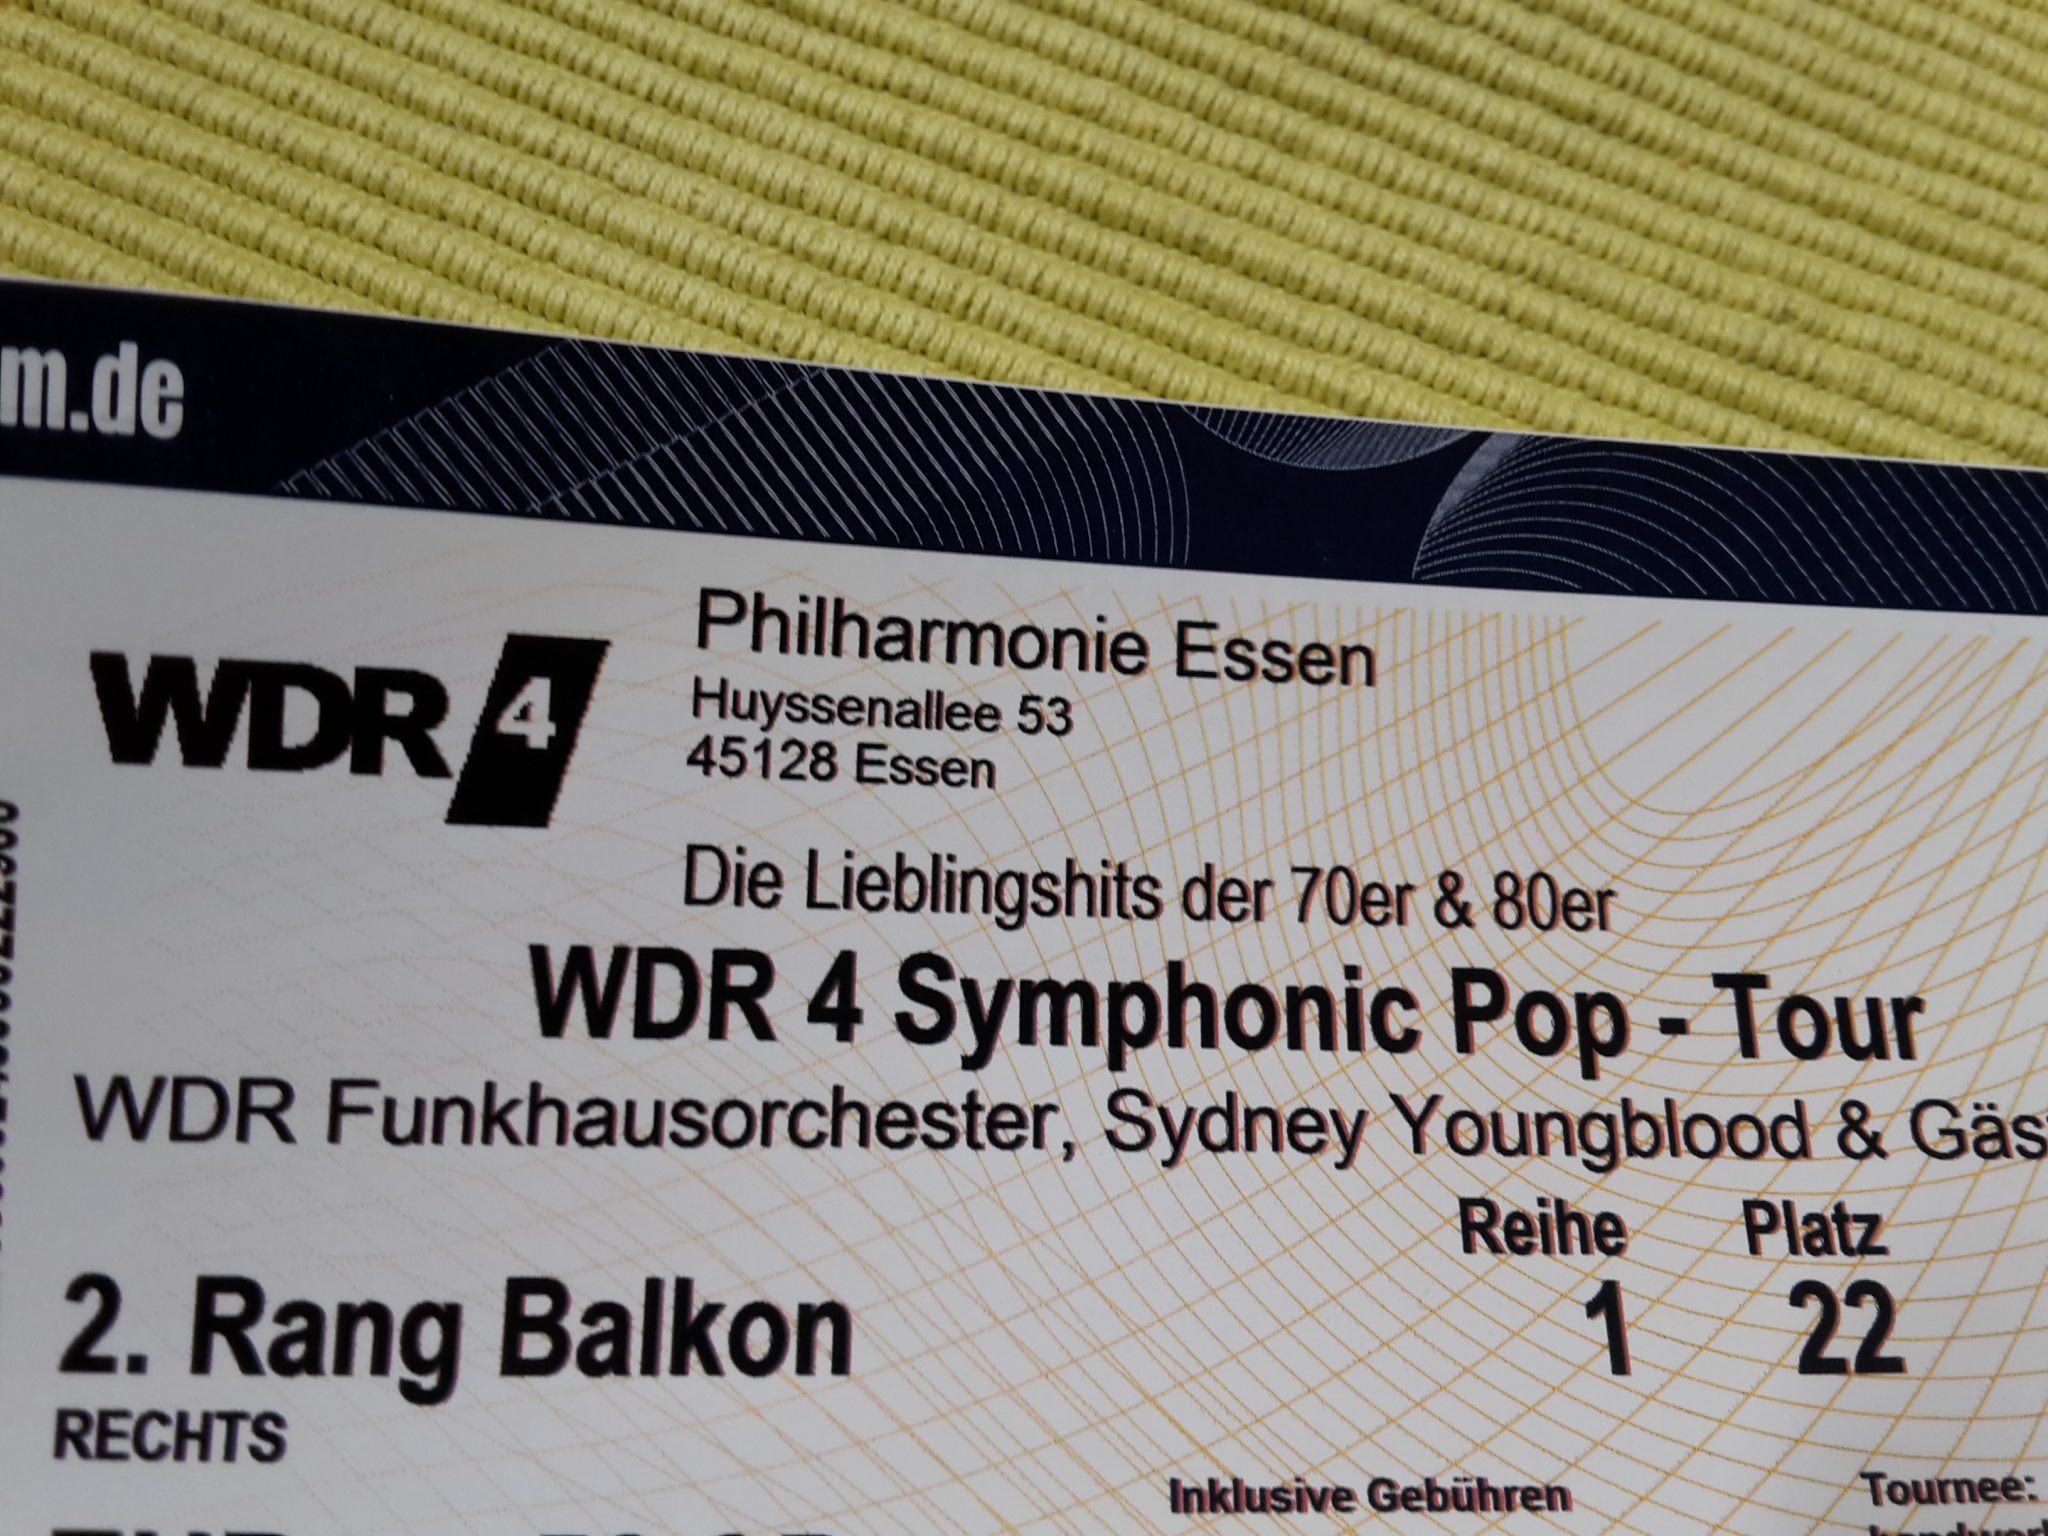 m.de
WDR 4
Philharmonie Essen
Huyssenallee 53
45128 Essen
Die Lieblingshits der 70er & 80er
WDR 4 Symphonic Pop - Tour
WDR Funkhausorchester, Sydney Youngblood & Gäs
Reihe Platz
2. Rang Balkon 1 22
RECHTS
Inklusive Gebühren
Tournee: